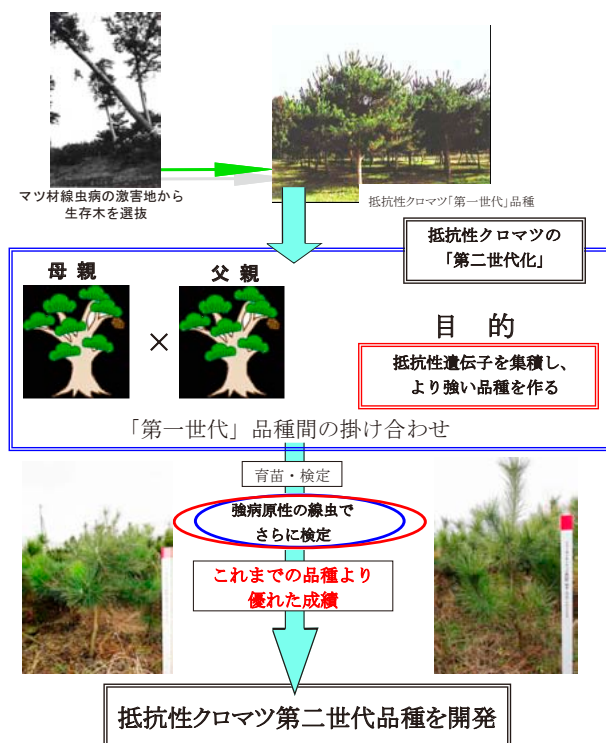 マツ材線虫病の激害地から
生存木を選抜
抵抗性クロマツ「第一世代」品種
抵抗性クロマツの
「第二世代化」
母 親
父 親
×
目 的
抵抗性遺伝子を集積し、
より強い品種を作る
「第一世代」品種間の掛け合わせ
育苗・検定
強病原性の線虫で
さらに検定
これまでの品種より
優れた成績
抵抗性クロマツ第二世代品種を開発